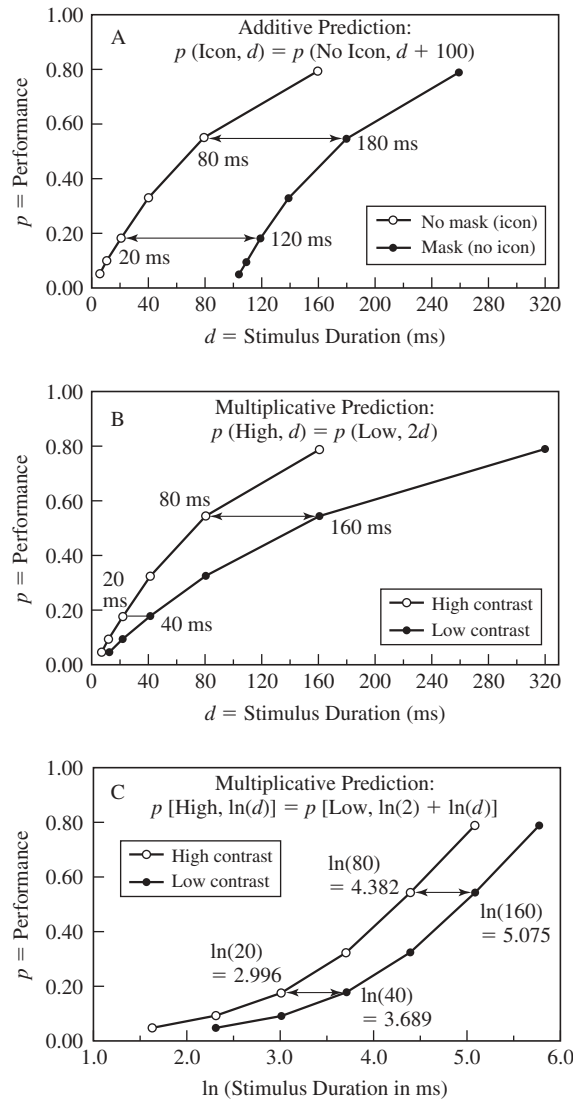 A
Additive Prediction:
p (Icon, d) = p (No Icon, d + 100)
1.00
0.80
0.60
0.40
0.20
0.00
p = Performance
80 ms
180 ms
20 ms
120 ms
No mask (icon)
Mask (no icon)
0 40 80 120 160 200 240 280 320
d = Stimulus Duration (ms)
B
Multiplicative Prediction:
p (High, d) = p (Low, 2d)
1.00
0.80
0.60
0.40
0.20
0.00
p = Performance
80 ms
160 ms
20
ms
40 ms
High contrast
Low contrast
0 40 80 120 160 200 240 280 320
d = Stimulus Duration (ms)
C
Multiplicative Prediction:
p [High, ln(d)] = p [Low, ln(2) + ln(d)]
1.00
0.80
0.60
0.40
0.20
0.00
p = Performance
High contrast
Low contrast
ln(80)
= 4.382
ln(160)
= 5.075
ln(20)
= 2.996
ln(40)
= 3.689
1.0 2.0 3.0 4.0 5.0 6.0
ln (Stimulus Duration in ms)